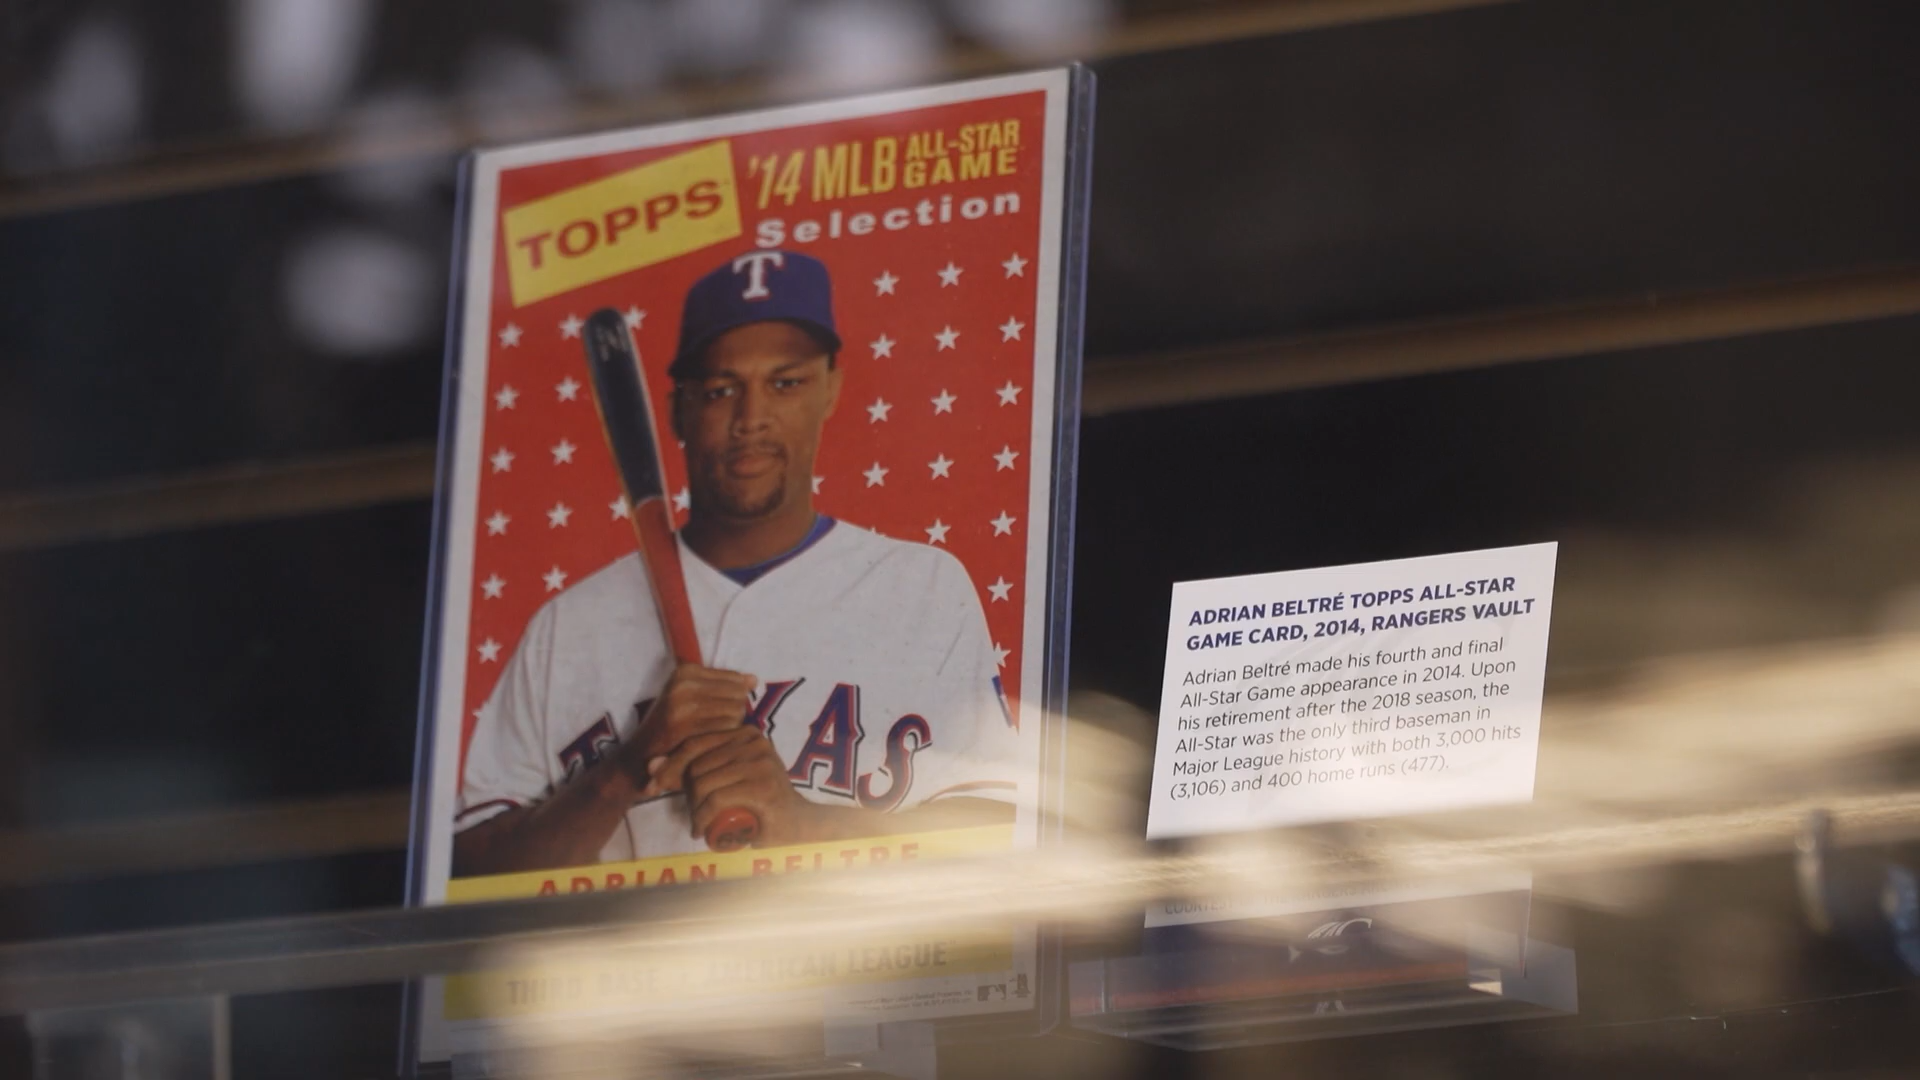 TOPPS
'14 MLB ALL-STAR GAME
Selection
T
TEXAS
ADRIAN BELTRE
THIRD BASE AMERICAN LEAGUE
ADRIAN BELTRÉ TOPPS ALL-STAR
GAME CARD, 2014, RANGERS VAULT
Adrian Beltré made his fourth and final
All-Star Game appearance in 2014. Upon
his retirement after the 2018 season, the
All-Star was the only third baseman in
Major League history with both 3,000 hits
(3,106) and 400 home runs (477).